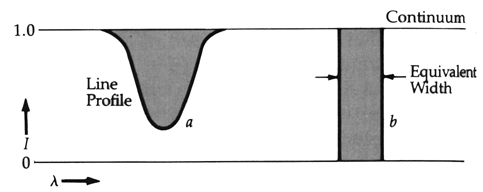 Continuum
1.0
Line
Profile
a
Equivalent
Width
b
I
0
λ